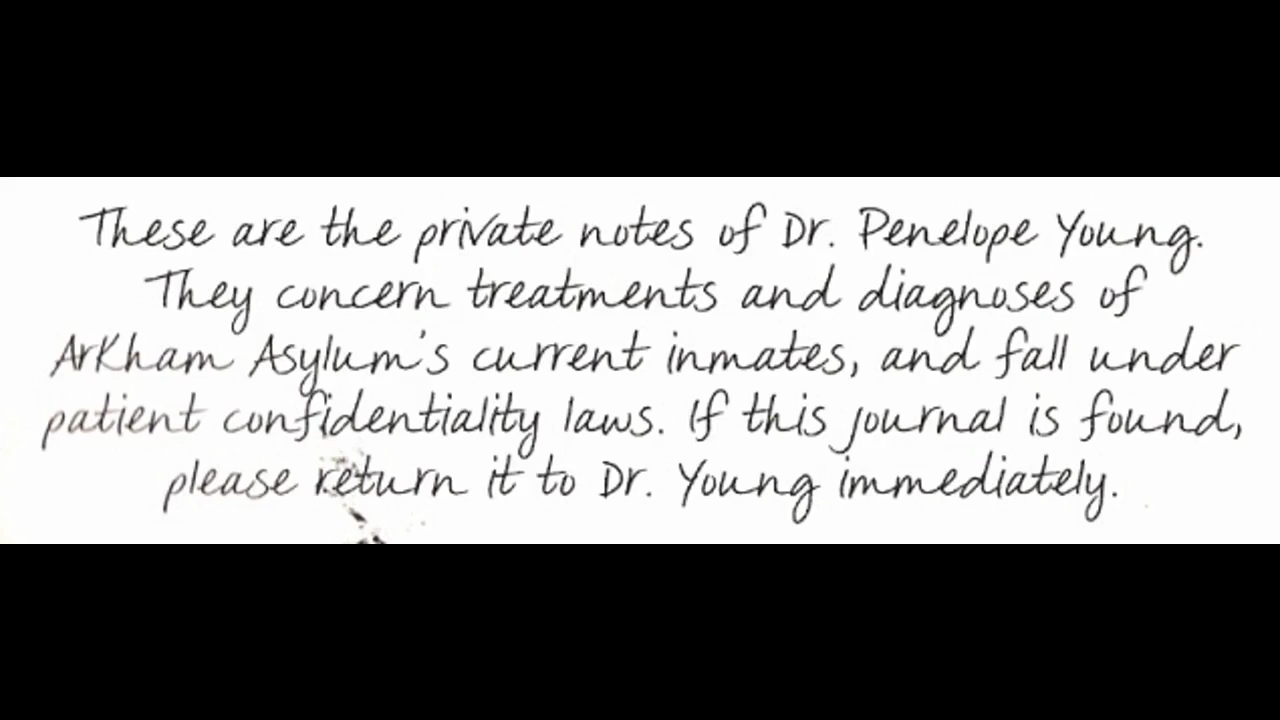 These are the private notes of Dr. Penelope Young.
They concern treatments and diagnoses of
Arkham Asylum's current inmates, and fall under
patient confidentiality laws. If this journal is found,
please return it to Dr. Young immediately.